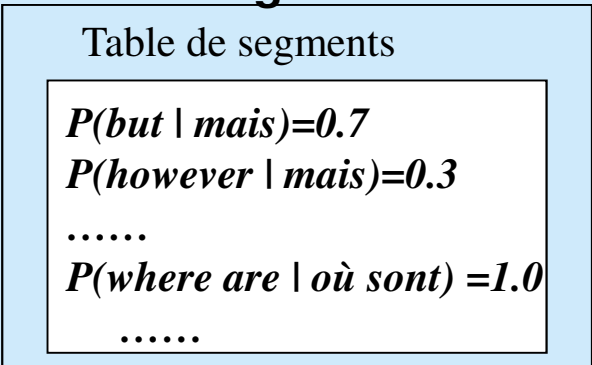 Table de segments
P(but | mais)=0.7
P(however | mais)=0.3
……
P(where are | où sont) =1.0
……